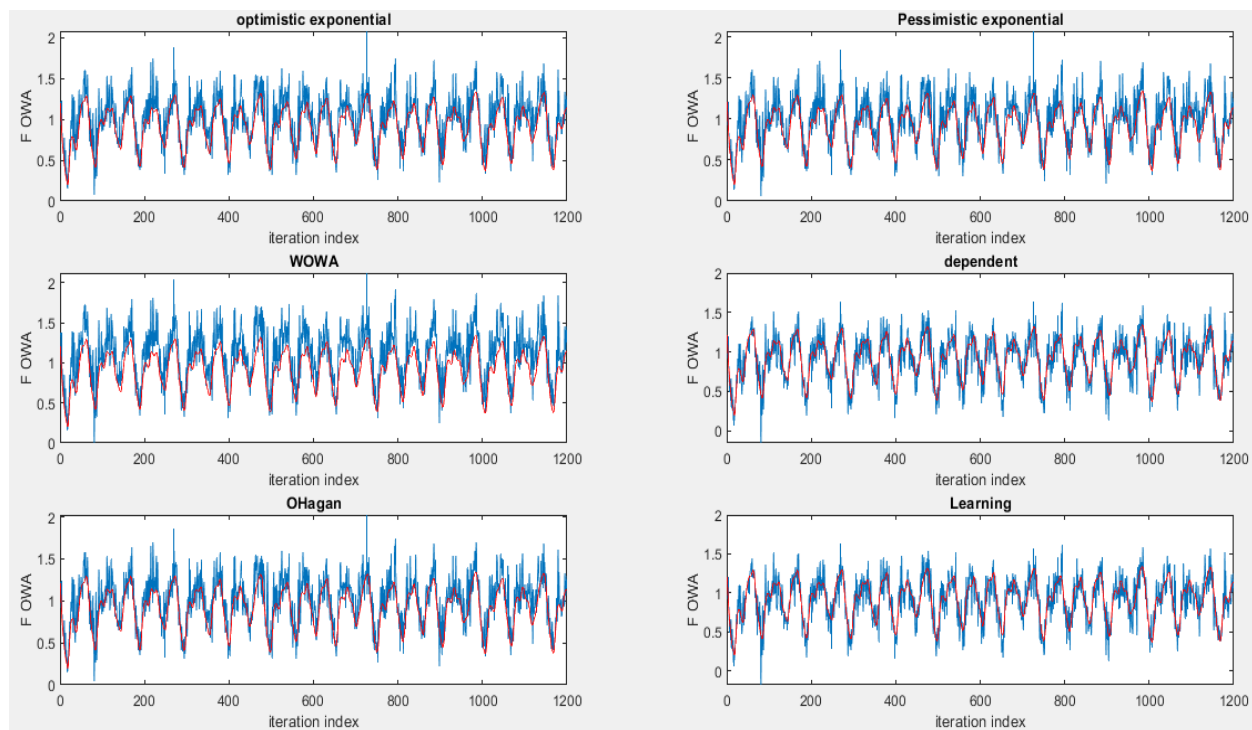 optimistic exponential
2
1.5
1
0.5
0
F OWA
0 200 400 600 800 1000 1200
iteration index
Pessimistic exponential
2
1.5
1
0.5
0
F OWA
0 200 400 600 800 1000 1200
iteration index
WOWA
2
1.5
1
0.5
0
F OWA
0 200 400 600 800 1000 1200
iteration index
dependent
2
1.5
1
0.5
0
F OWA
0 200 400 600 800 1000 1200
iteration index
OHagan
2
1.5
1
0.5
0
F OWA
0 200 400 600 800 1000 1200
iteration index
Learning
2
1.5
1
0.5
0
F OWA
0 200 400 600 800 1000 1200
iteration index